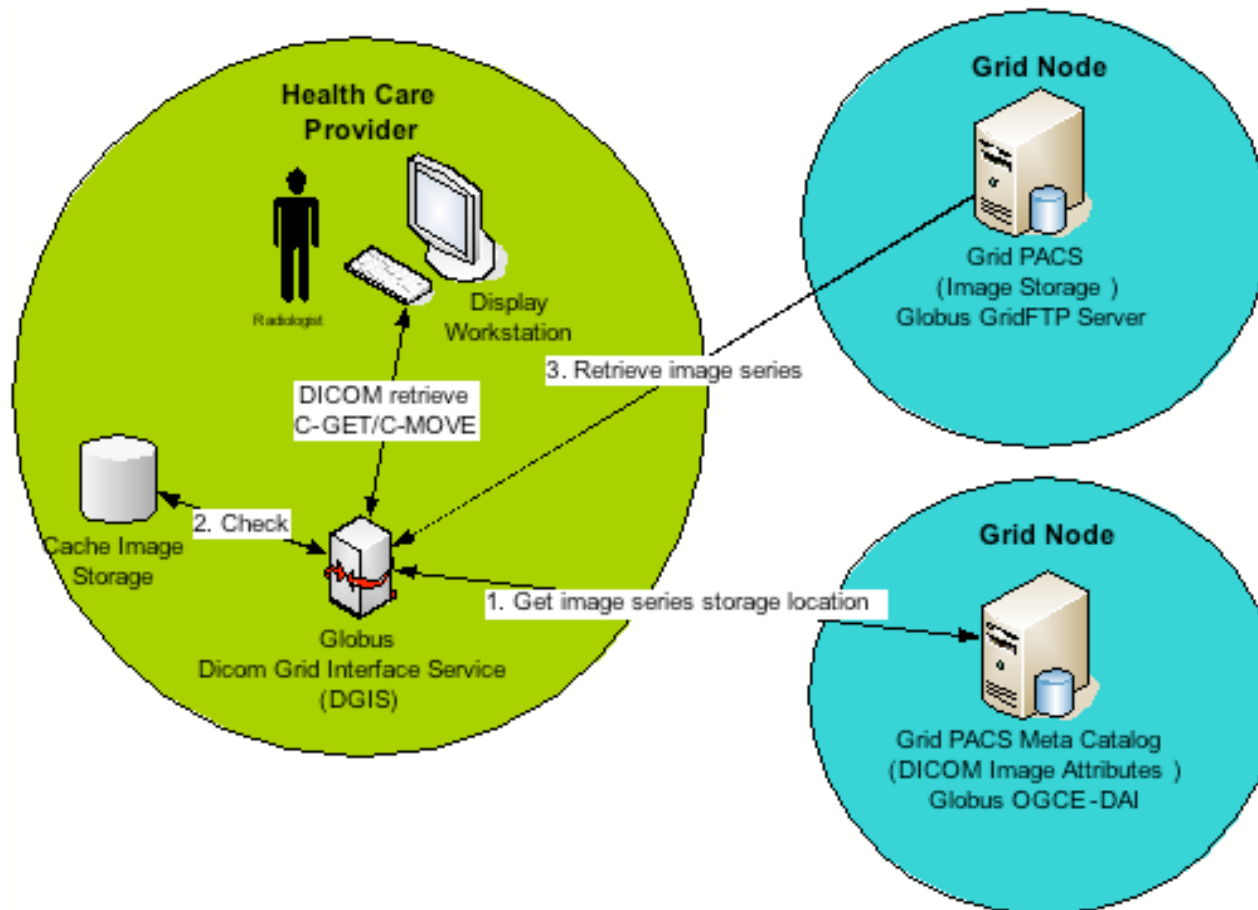 Health Care
Provider
Radiologist
Display
Workstation
DICOM retrieve
C-GET/C-MOVE
2. Check
Cache Image
Storage
Globus
Dicom Grid Interface Service
(DGIS)
3. Retrieve image series
1. Get image series storage location
Grid Node
Grid PACS
(Image Storage )
Globus GridFTP Server
Grid Node
Grid PACS Meta Catalog
(DICOM Image Attributes )
Globus OGCE-DAI